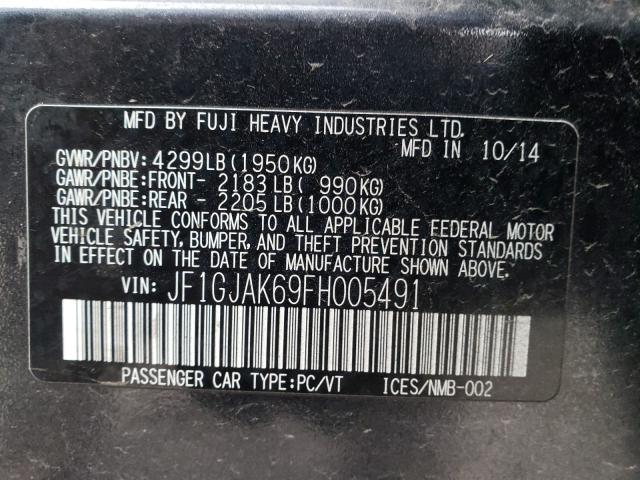 MFD BY FUJI HEAVY INDUSTRIES LTD.
MFD IN 10/14
GVWR/PNBV: 4299LB(1950KG)
GAWR/PNBE:FRONT- 2183LB( 990KG)
GAWR/PNBE:REAR - 2205LB(1000KG)
THIS VEHICLE CONFORMS TO ALL APPLICABLE FEDERAL MOTOR
VEHICLE SAFETY, BUMPER, AND THEFT PREVENTION STANDARDS
IN EFFECT ON THE DATE OF MANUFACTURE SHOWN ABOVE.
VIN: JF1GJAK69FH005491
PASSENGER CAR TYPE:PC/VT ICES/NMB-002